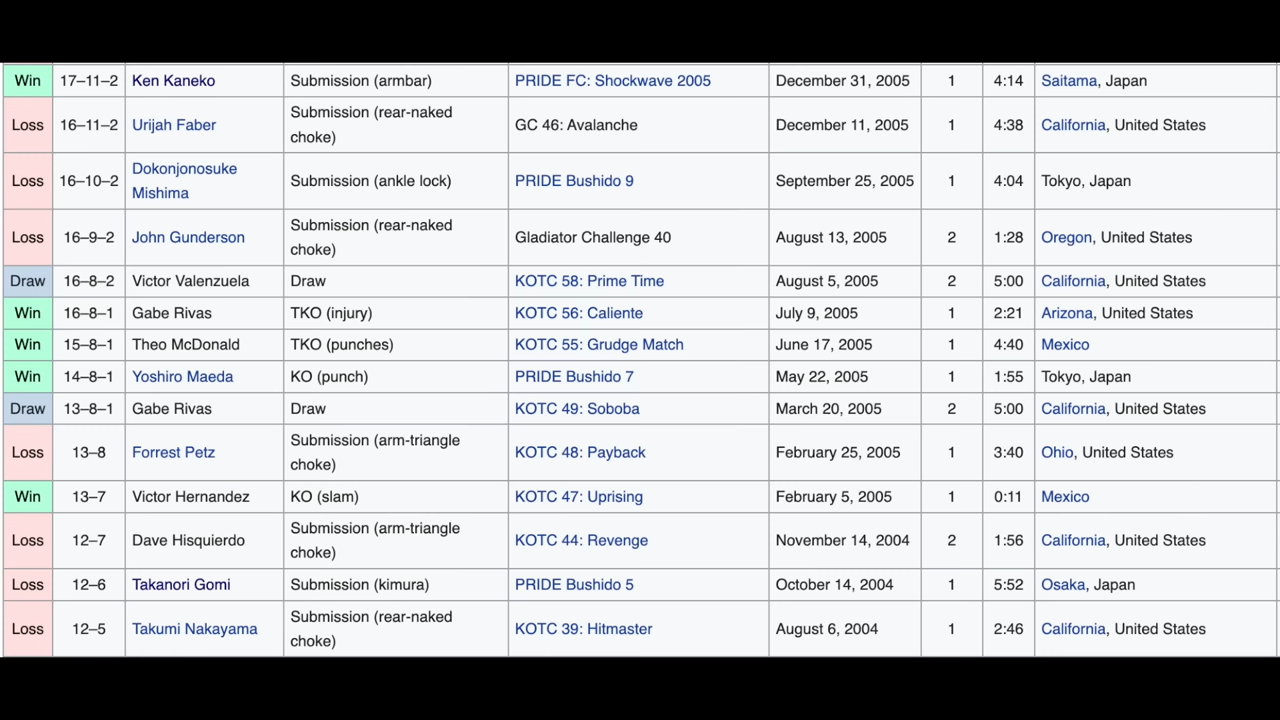 Win 17–11–2 Ken Kaneko Submission (armbar) PRIDE FC: Shockwave 2005 December 31, 2005 1 4:14 Saitama, Japan
Loss 16–11–2 Urijah Faber Submission (rear-naked choke) GC 46: Avalanche December 11, 2005 1 4:38 California, United States
Loss 16–10–2 Dokonjonosuke Mishima Submission (ankle lock) PRIDE Bushido 9 September 25, 2005 1 4:04 Tokyo, Japan
Loss 16–9–2 John Gunderson Submission (rear-naked choke) Gladiator Challenge 40 August 13, 2005 2 1:28 Oregon, United States
Draw 16–8–2 Victor Valenzuela Draw KOTC 58: Prime Time August 5, 2005 2 5:00 California, United States
Win 16–8–1 Gabe Rivas TKO (injury) KOTC 56: Caliente July 9, 2005 1 2:21 Arizona, United States
Win 15–8–1 Theo McDonald TKO (punches) KOTC 55: Grudge Match June 17, 2005 1 4:40 Mexico
Win 14–8–1 Yoshiro Maeda KO (punch) PRIDE Bushido 7 May 22, 2005 1 1:55 Tokyo, Japan
Draw 13–8–1 Gabe Rivas Draw KOTC 49: Soboba March 20, 2005 2 5:00 California, United States
Loss 13–8 Forrest Petz Submission (arm-triangle choke) KOTC 48: Payback February 25, 2005 1 3:40 Ohio, United States
Win 13–7 Victor Hernandez KO (slam) KOTC 47: Uprising February 5, 2005 1 0:11 Mexico
Loss 12–7 Dave Hisquierdo Submission (arm-triangle choke) KOTC 44: Revenge November 14, 2004 2 1:56 California, United States
Loss 12–6 Takanori Gomi Submission (kimura) PRIDE Bushido 5 October 14, 2004 1 5:52 Osaka, Japan
Loss 12–5 Takumi Nakayama Submission (rear-naked choke) KOTC 39: Hitmaster August 6, 2004 1 2:46 California, United States